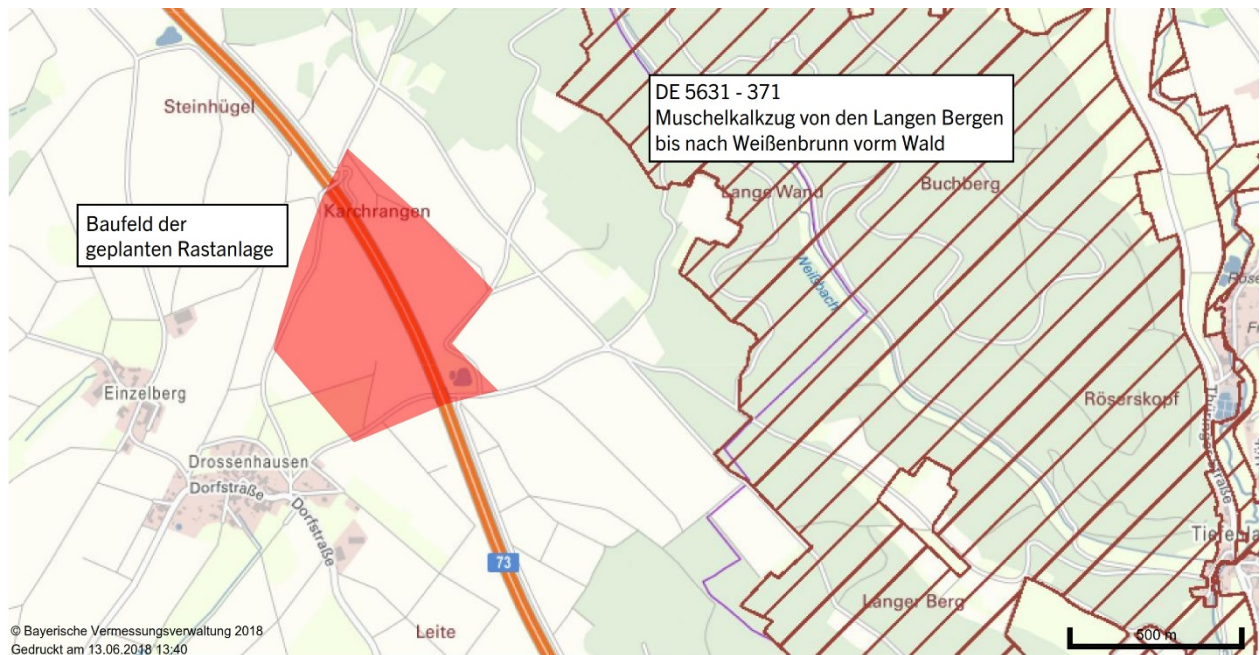 DE 5631 - 371
Muschelkalkzug von den Langen Bergen
bis nach Weißenbrunn vorm Wald
Steinhügel
Lange Wand
Buchberg
Karchrangen
Baufeld der
geplanten Rastanlage
Weißbach
Einzelberg
Röserskopf
Thüringer Straße
Drossenhausen
Dorfstraße
Dorfstraße
73
Langer Berg
Leite
© Bayerische Vermessungsverwaltung 2018
Gedruckt am 13.06.2018 13:40
500 m